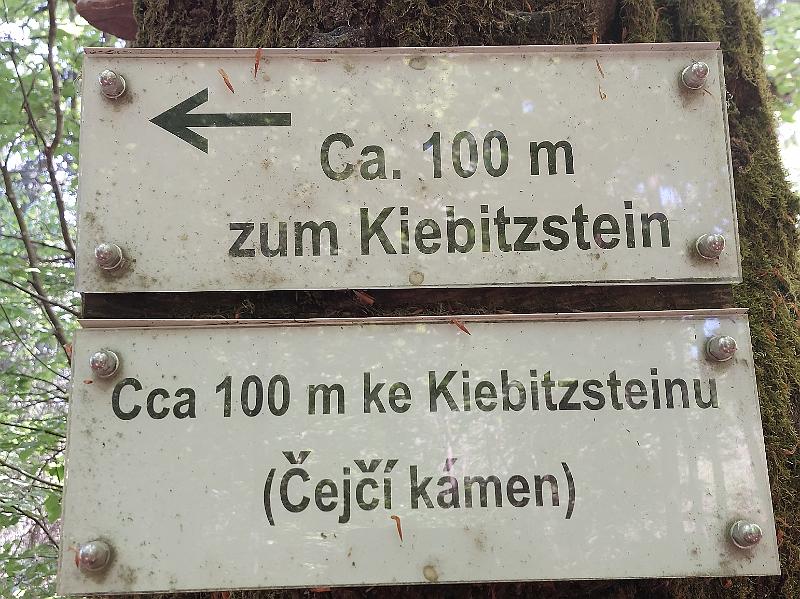 Ca. 100 m
zum Kiebitzstein
Cca 100 m ke Kiebitzsteinu
(Čejčí kámen)